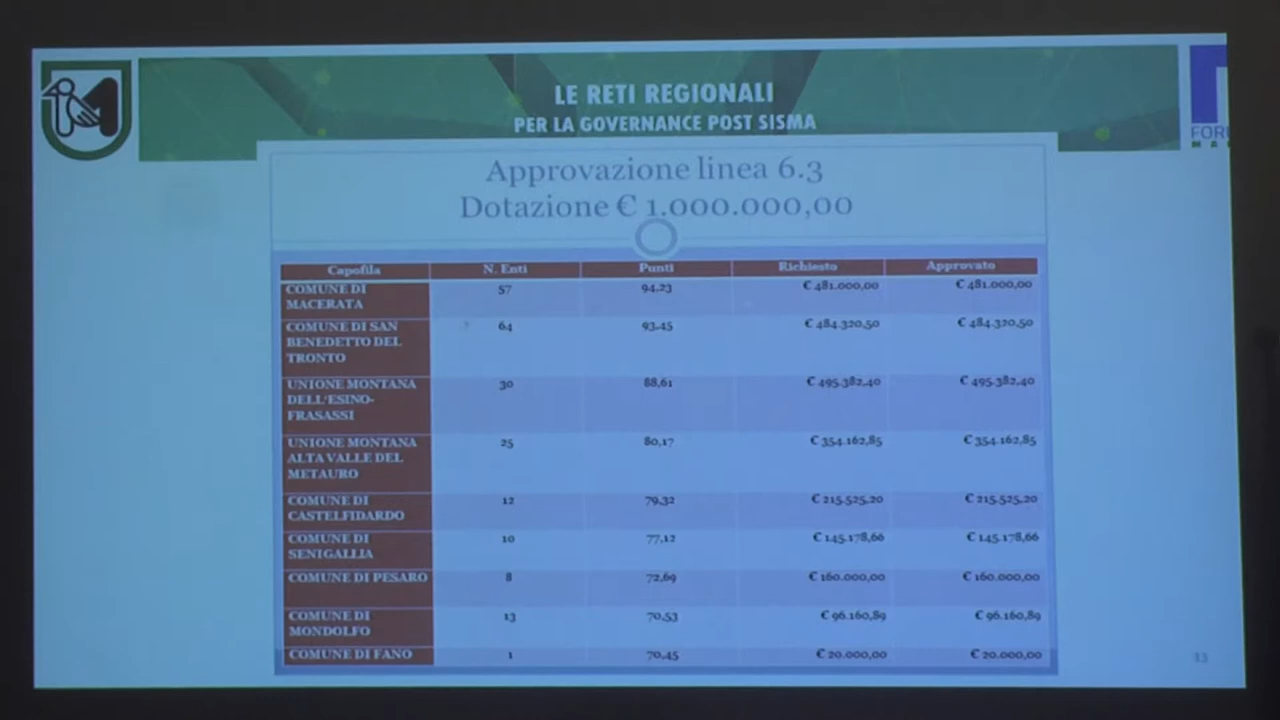 LE RETI REGIONALI
PER LA GOVERNANCE POST SISMA
FOR
Approvazione linea 6.3
Dotazione € 1.000.000,00
Capofila N. Enti Punti Richiesto Approvato
COMUNE DI MACERATA 57 94,23 € 481.000,00 € 481.000,00
COMUNE DI SAN BENEDETTO DEL TRONTO 64 93,45 € 484.320,50 € 484.320,50
UNIONE MONTANA DELL'ESINO-FRASASSI 30 88,61 € 495.382,40 € 495.382,40
UNIONE MONTANA ALTA VALLE DEL METAURO 25 80,17 € 354.162,85 € 354.162,85
COMUNE DI CASTELFIDARDO 12 79,32 € 215.525,20 € 215.525,20
COMUNE DI SENIGALLIA 10 77,12 € 145.178,66 € 145.178,66
COMUNE DI PESARO 8 72,69 € 160.000,00 € 160.000,00
COMUNE DI MONDOLFO 13 70,53 € 96.160,89 € 96.160,89
COMUNE DI FANO 1 70,45 € 20.000,00 € 20.000,00
13